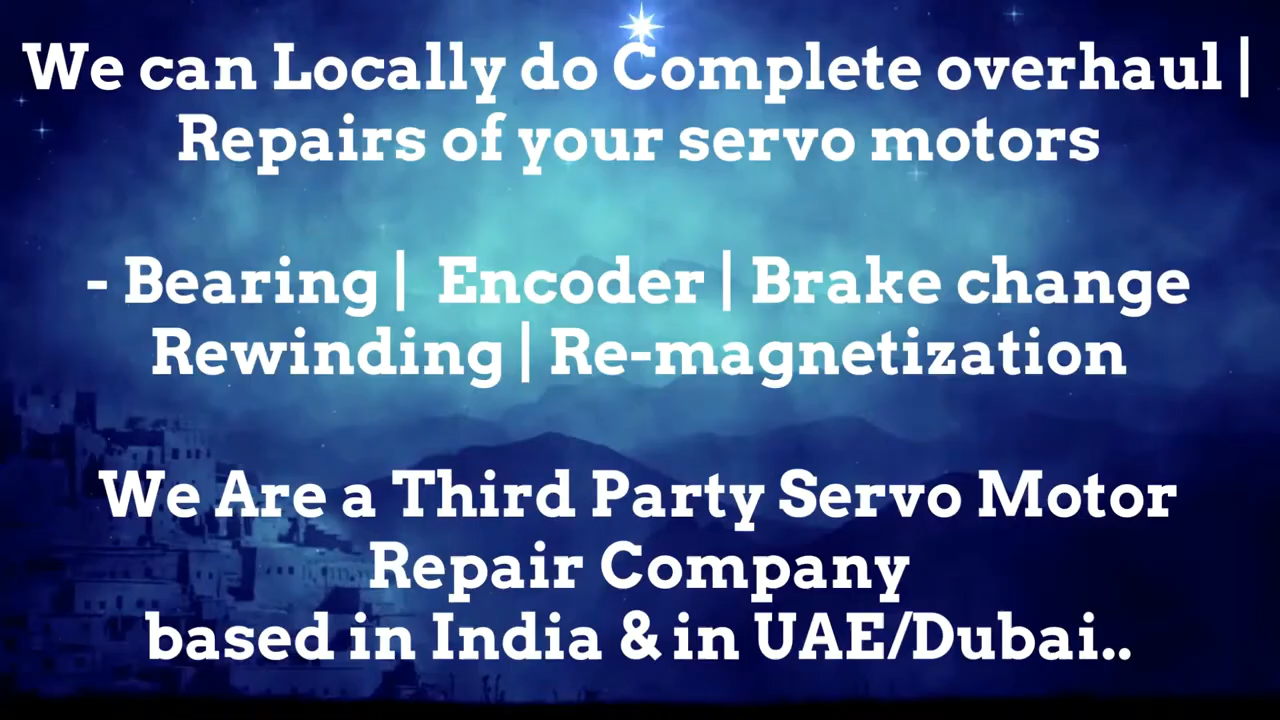 We can Locally do Complete overhaul |
Repairs of your servo motors
- Bearing | Encoder | Brake change
Rewinding | Re-magnetization
We Are a Third Party Servo Motor
Repair Company
based in India & in UAE/Dubai..